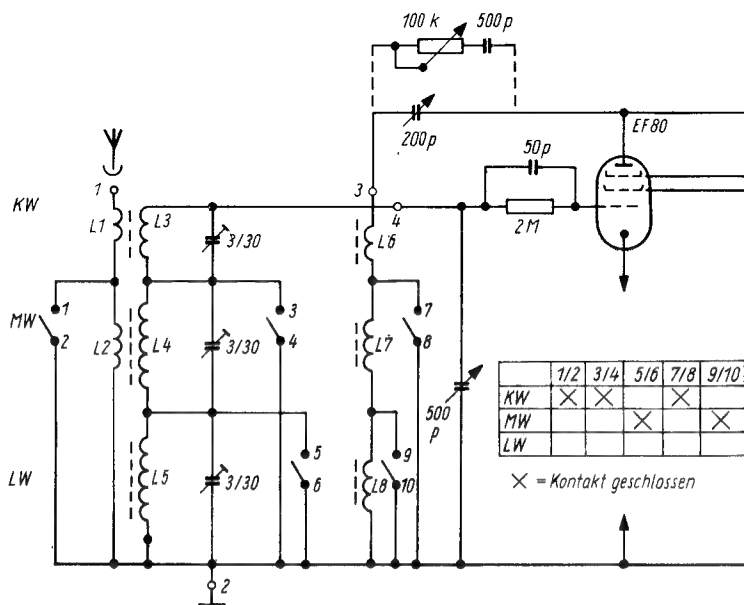 100 k 500 p
200 p
EF80
50 p
2 M
1
3
4
KW
L1 L3
3/30
L6
1
2
MW
L2 L4
3/30
3
4
L7
7
8
500
p
LW
L5
3/30
5
6
L8
9
10
2
1/2 3/4 5/6 7/8 9/10
KW X X X
MW X X
LW
X = Kontakt geschlossen